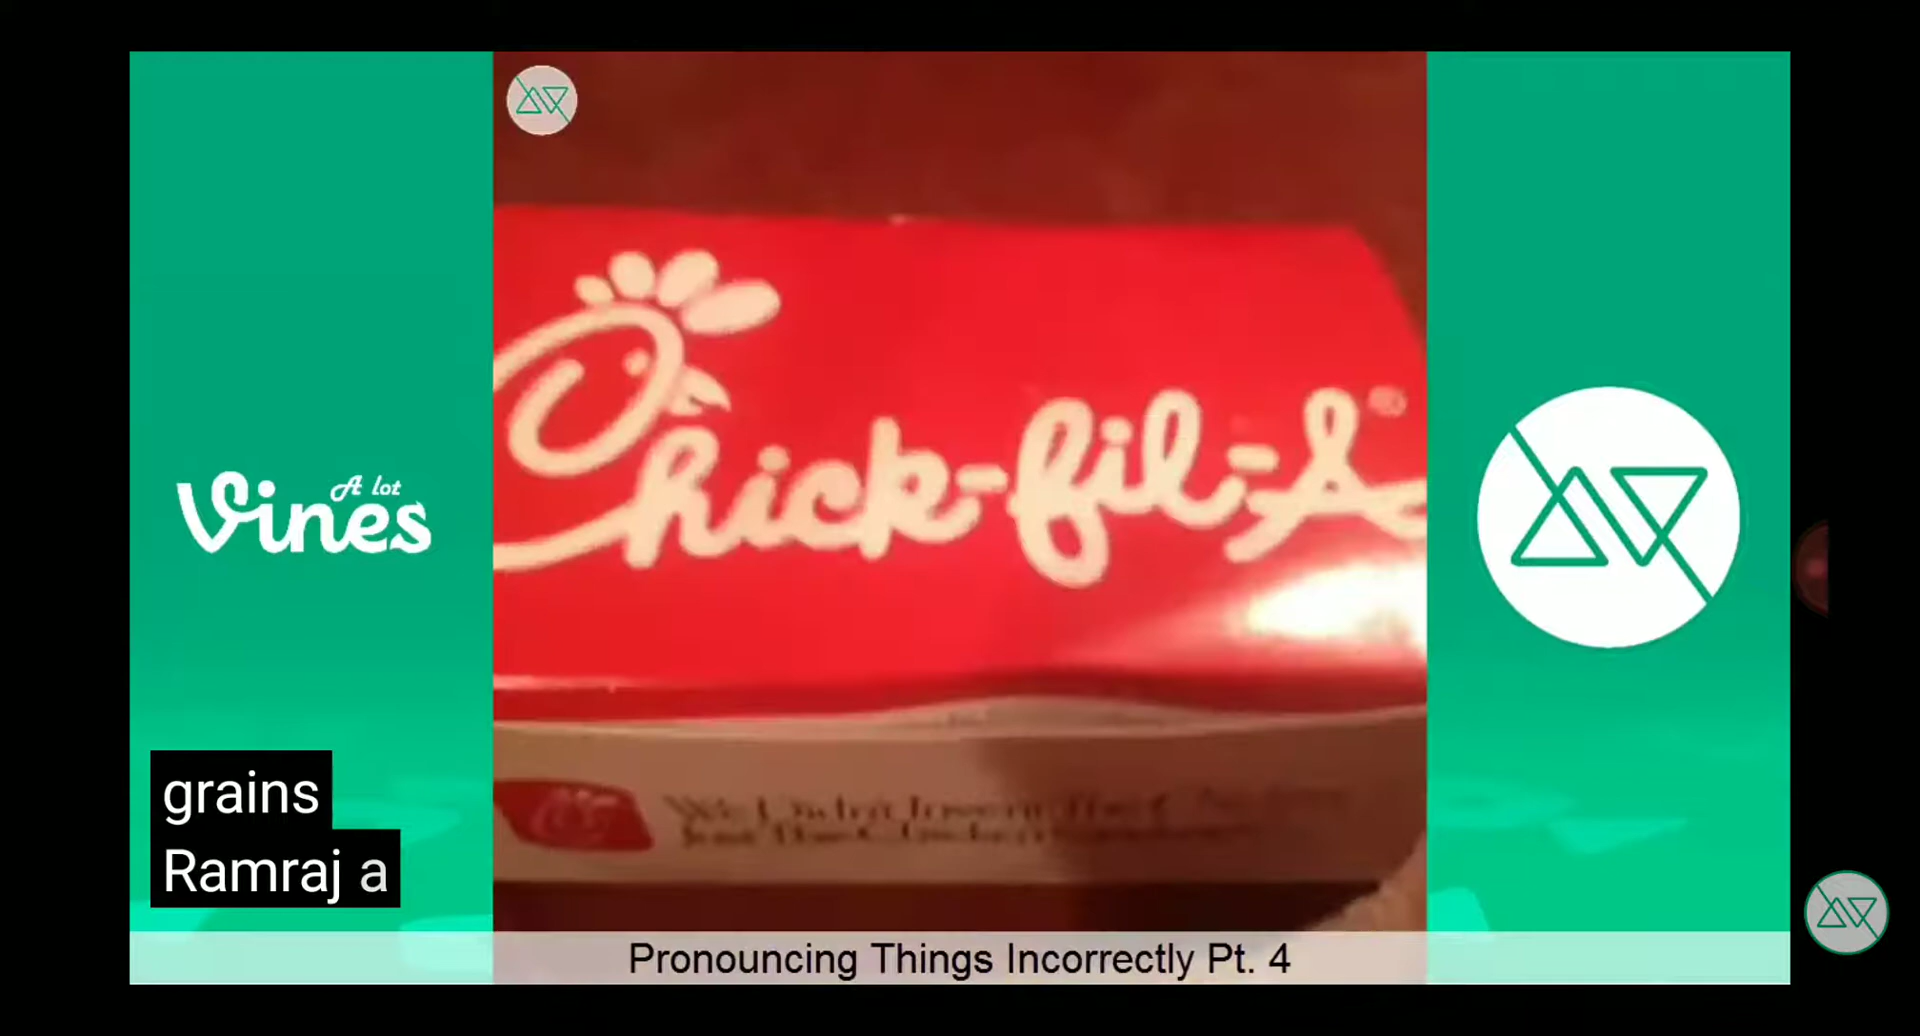 A lot
Vines
Chick-fil-A®
grains
Ramraj a
Pronouncing Things Incorrectly Pt. 4